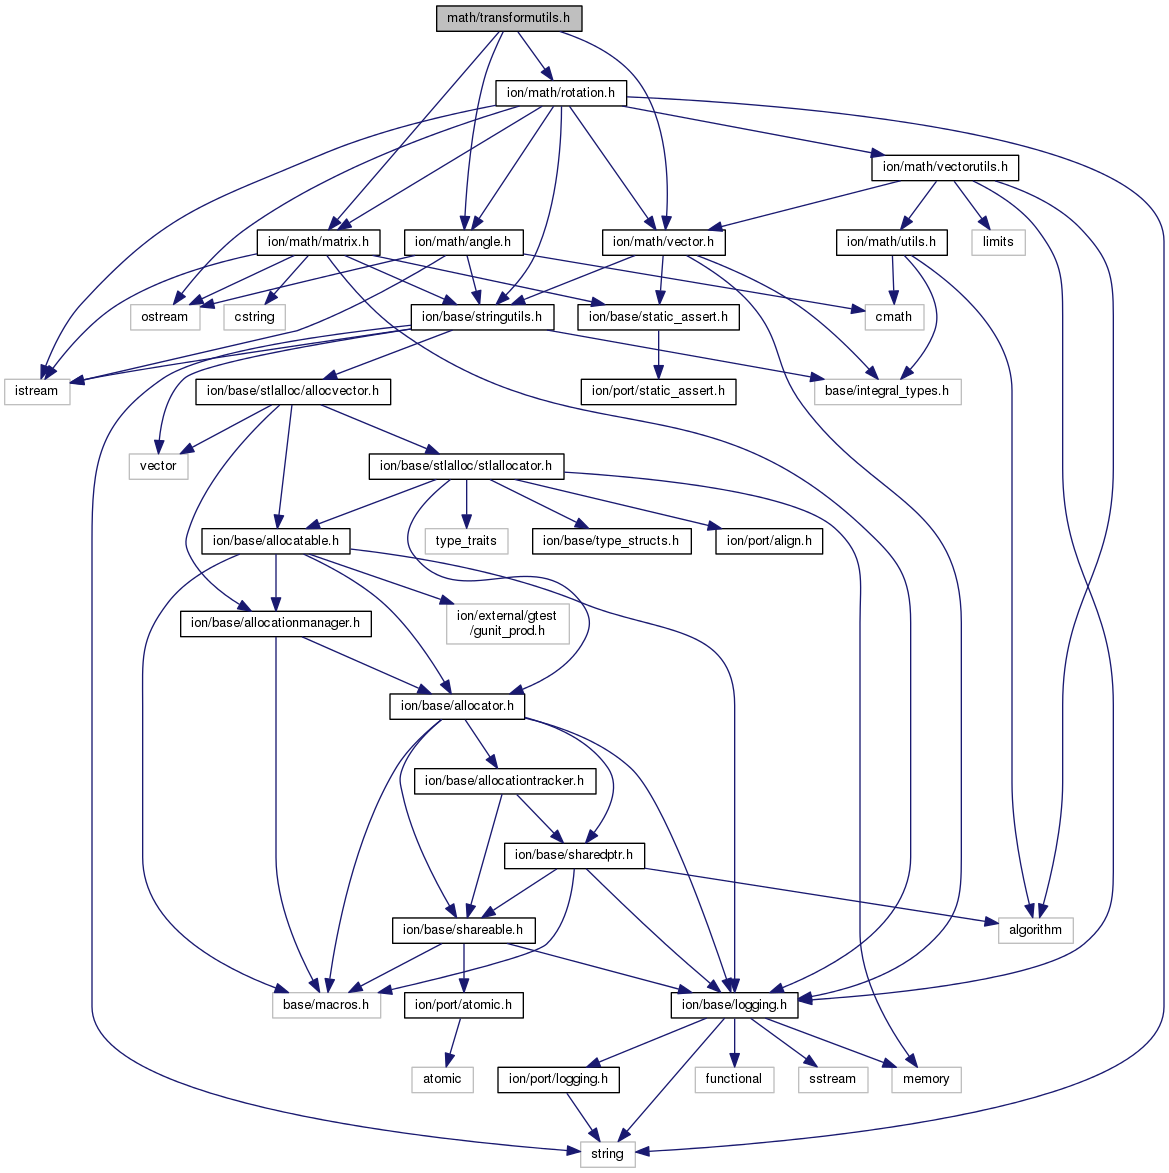 math/transformutils.h
ion/math/rotation.h
ion/math/vectorutils.h
ion/math/matrix.h
ion/math/angle.h
ion/math/vector.h
ion/math/utils.h
limits
ostream
cstring
ion/base/stringutils.h
ion/base/static_assert.h
cmath
istream
ion/base/stlalloc/allocvector.h
ion/port/static_assert.h
base/integral_types.h
vector
ion/base/stlalloc/stlallocator.h
ion/base/allocatable.h
type_traits
ion/base/type_structs.h
ion/port/align.h
ion/base/allocationmanager.h
ion/external/gtest
/gunit_prod.h
ion/base/allocator.h
ion/base/allocationtracker.h
ion/base/sharedptr.h
ion/base/shareable.h
algorithm
base/macros.h
ion/port/atomic.h
ion/base/logging.h
atomic
ion/port/logging.h
functional
sstream
memory
string